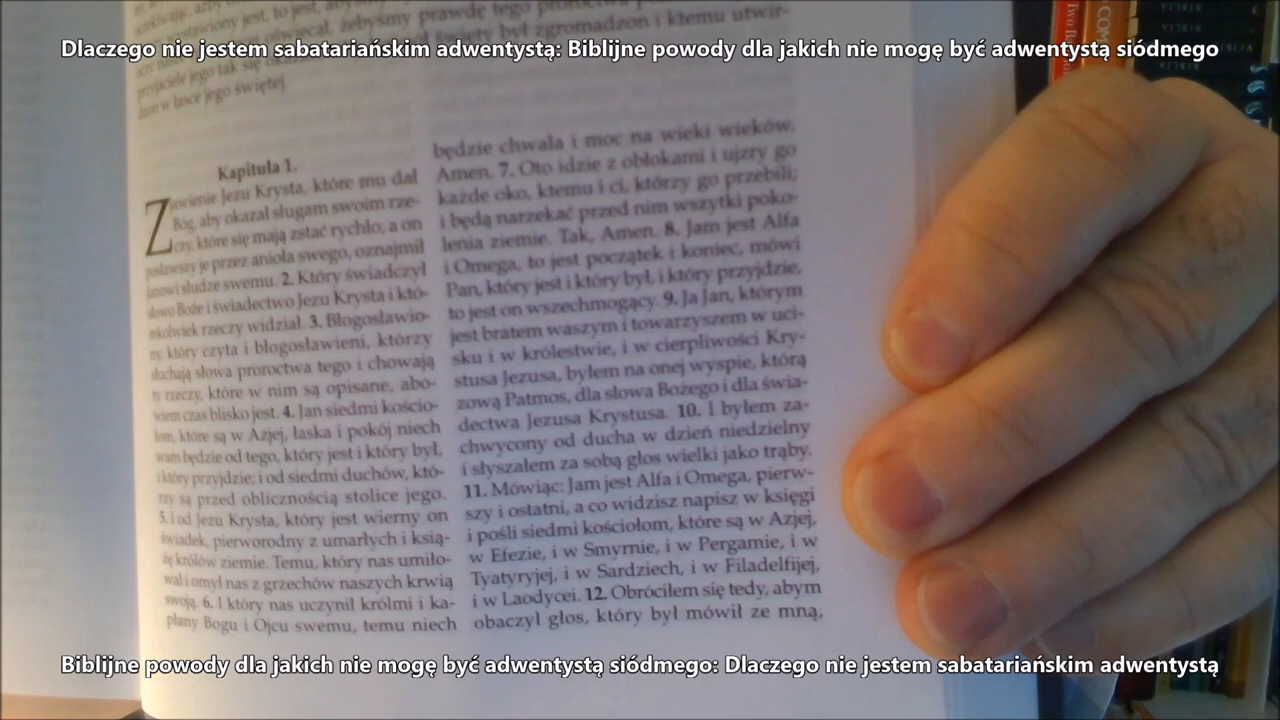 Dlaczego nie jestem sabatariańskim adwentystą: Biblijne powody dla jakich nie mogę być adwentystą siódmego
przyjaciele jego tak się
dzon w łasce jego świętej.
Kapituła 1.
Zjawienie Jezu Krysta, które mu dał
Bóg, aby okazał sługam swoim rze-
czy, które się mają zstać rychło, a on
posławszy je przez anioła swego, oznajmił
Janowi słudze swemu. 2. Który świadczył
słowo Boże i świadectwo Jezu Krysta i któ-
rekolwiek rzeczy widział. 3. Błogosławio-
ny, który czyta i błogosławieni, którzy
słuchają słowa proroctwa tego i chowają
ty rzeczy, które w nim są opisane, abo-
wiem czas blisko jest. 4. Jan siedmi kościo-
łom, które są w Azjej, łaska i pokój niech
wam będzie od tego, który jest i który był,
i który przyjdzie; i od siedmi duchów, któ-
rzy są przed oblicznością stolice jego.
5. I od Jezu Krysta, który jest wierny on
świadek, pierworodny z umarłych i ksią-
żę królów ziemie. Temu, który nas umiło-
wał i omył nas z grzechów naszych krwią
swoją. 6. I który nas uczynił królmi i ka-
płany Bogu i Ojcu swemu, temu niech
będzie chwała i moc na wieki wieków.
Amen. 7. Oto idzie z obłokami i ujzry go
każde oko, ktemu i ci, którzy go przebili;
i będą narzekać przed nim wszytki poko-
lenia ziemie. Tak, Amen. 8. Jam jest Alfa
i Omega, to jest początek i koniec, mówi
Pan, który jest i który był, i który przyjdzie,
to jest on wszechmogący. 9. Ja Jan, którym
jest bratem waszym i towarzyszem w uci-
sku i w królestwie, i w cierpliwości Kry-
stusa Jezusa, byłem na onej wyspie, którą
zową Patmos, dla słowa Bożego i dla świa-
dectwa Jezusa Krystusa. 10. I byłem za-
chwycony od ducha w dzień niedzielny
i słyszałem za sobą głos wielki jako trąby.
11. Mówiąc: Jam jest Alfa i Omega, pierw-
szy i ostatni, a co widzisz napisz w księgi
i pośli siedmi kościołom, które są w Azjej,
w Efezie, i w Smyrnie, i w Pergamie, i w
Tyatyryjej, i w Sardziech, i w Filadelfijej,
i w Laodycei. 12. Obróciłem się tedy, abym
obaczył głos, który był mówił ze mną,
Biblijne powody dla jakich nie mogę być adwentystą siódmego: Dlaczego nie jestem sabatariańskim adwentystą